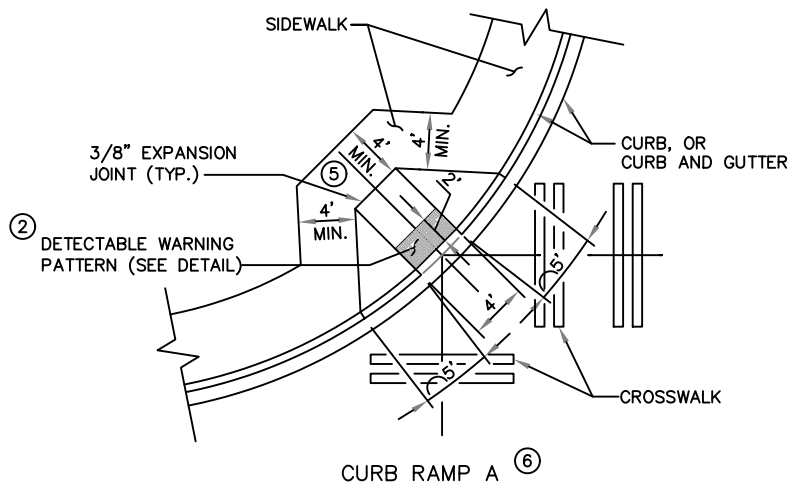 SIDEWALK
3/8" EXPANSION
JOINT (TYP.)
4'
MIN.
4'
MIN.
5
2'
CURB, OR
CURB AND GUTTER
4'
MIN.
2
DETECTABLE WARNING
PATTERN (SEE DETAIL)
5'
4'
5'
CROSSWALK
CURB RAMP A 6